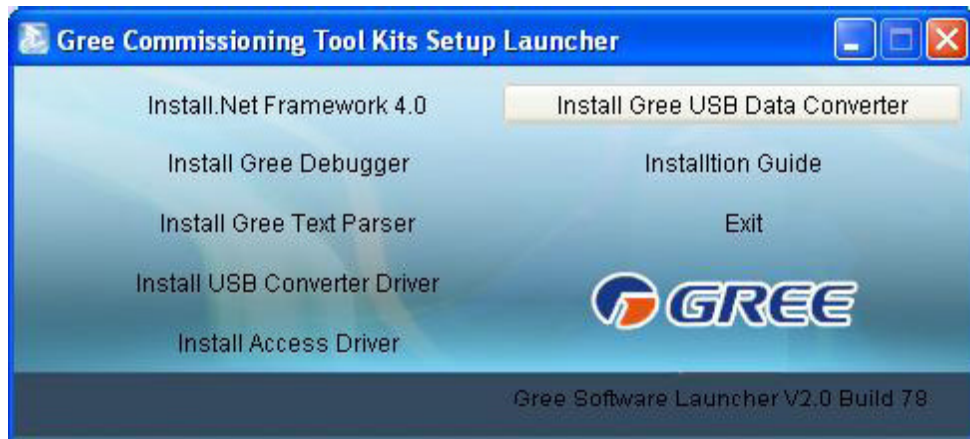 Gree Commissioning Tool Kits Setup Launcher
Install.Net Framework 4.0
Install Gree USB Data Converter
Install Gree Debugger
Installtion Guide
Install Gree Text Parser
Exit
Install USB Converter Driver
GREE
Install Access Driver
Gree Software Launcher V2.0 Build 78